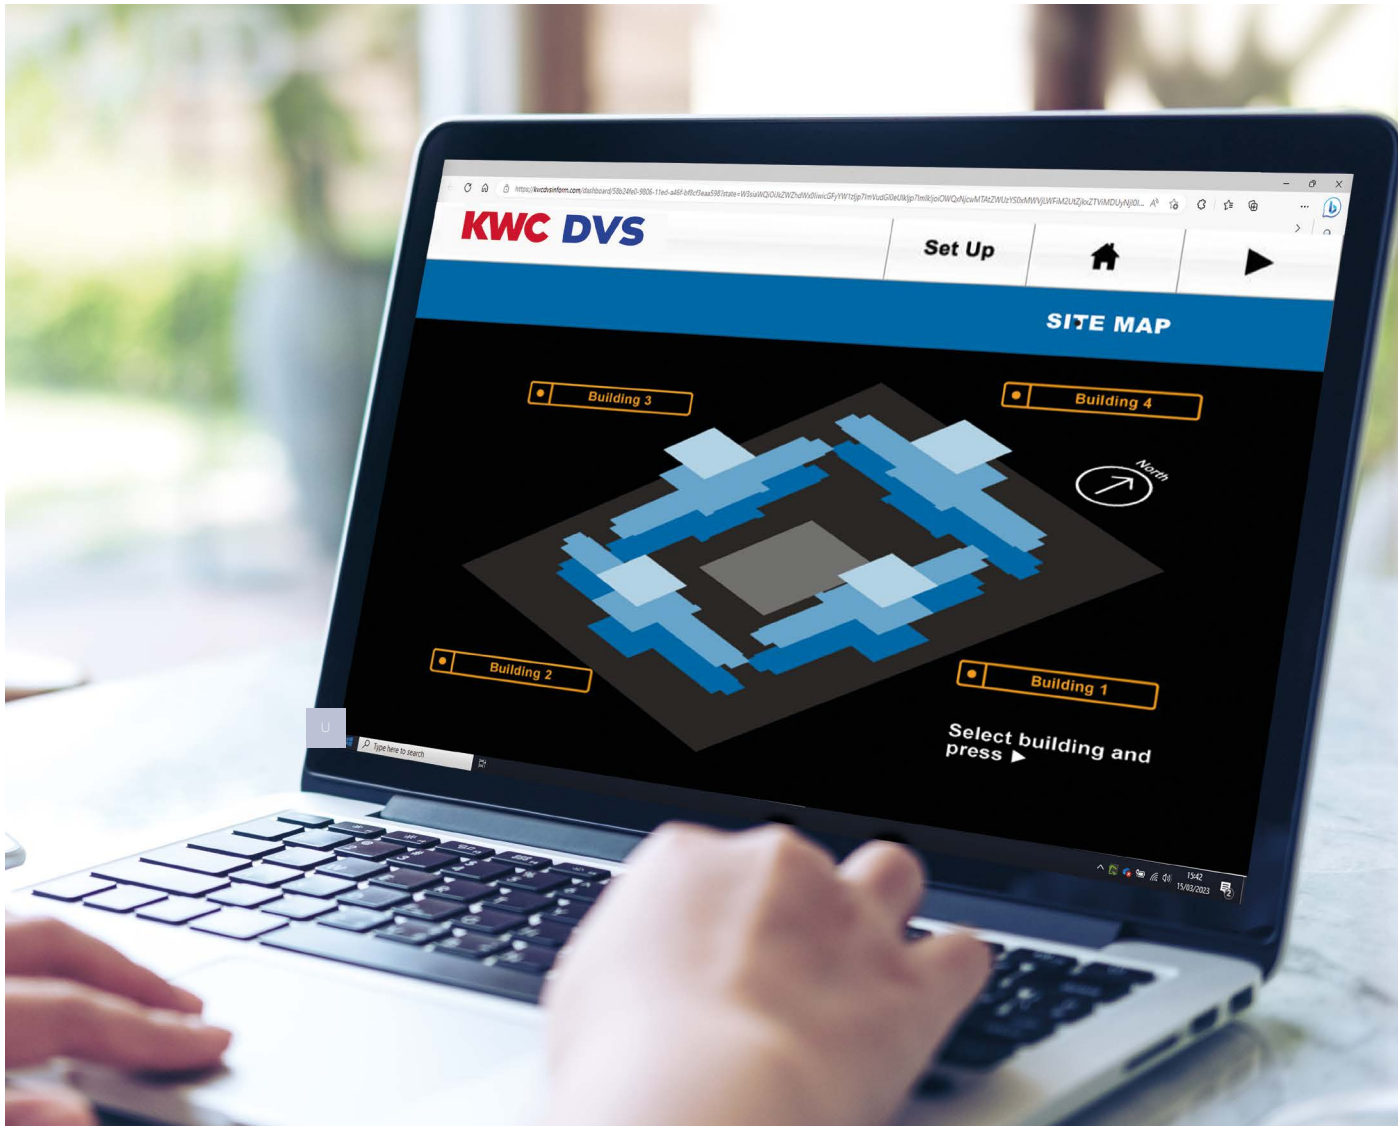 KWC DVS
Set Up
SITE MAP
Building 3
Building 4
North
Building 2
Building 1
Select building and
press ▶
U
Type here to search
15:42
15/03/2023
2